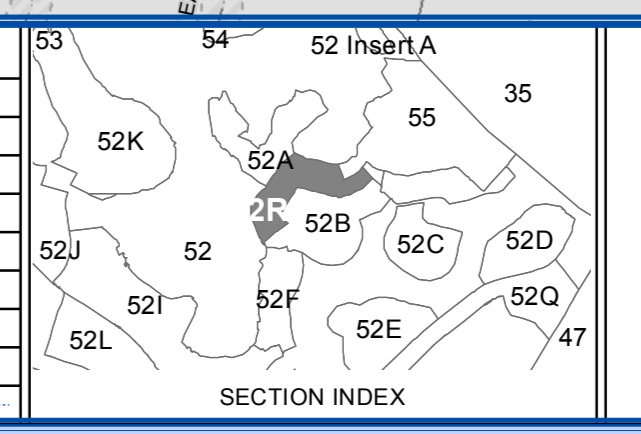 53
54
52 Insert A
35
55
52K
52A
2R
52B
52J
52
52C
52D
52F
52I
52Q
52E
52L
47
SECTION INDEX